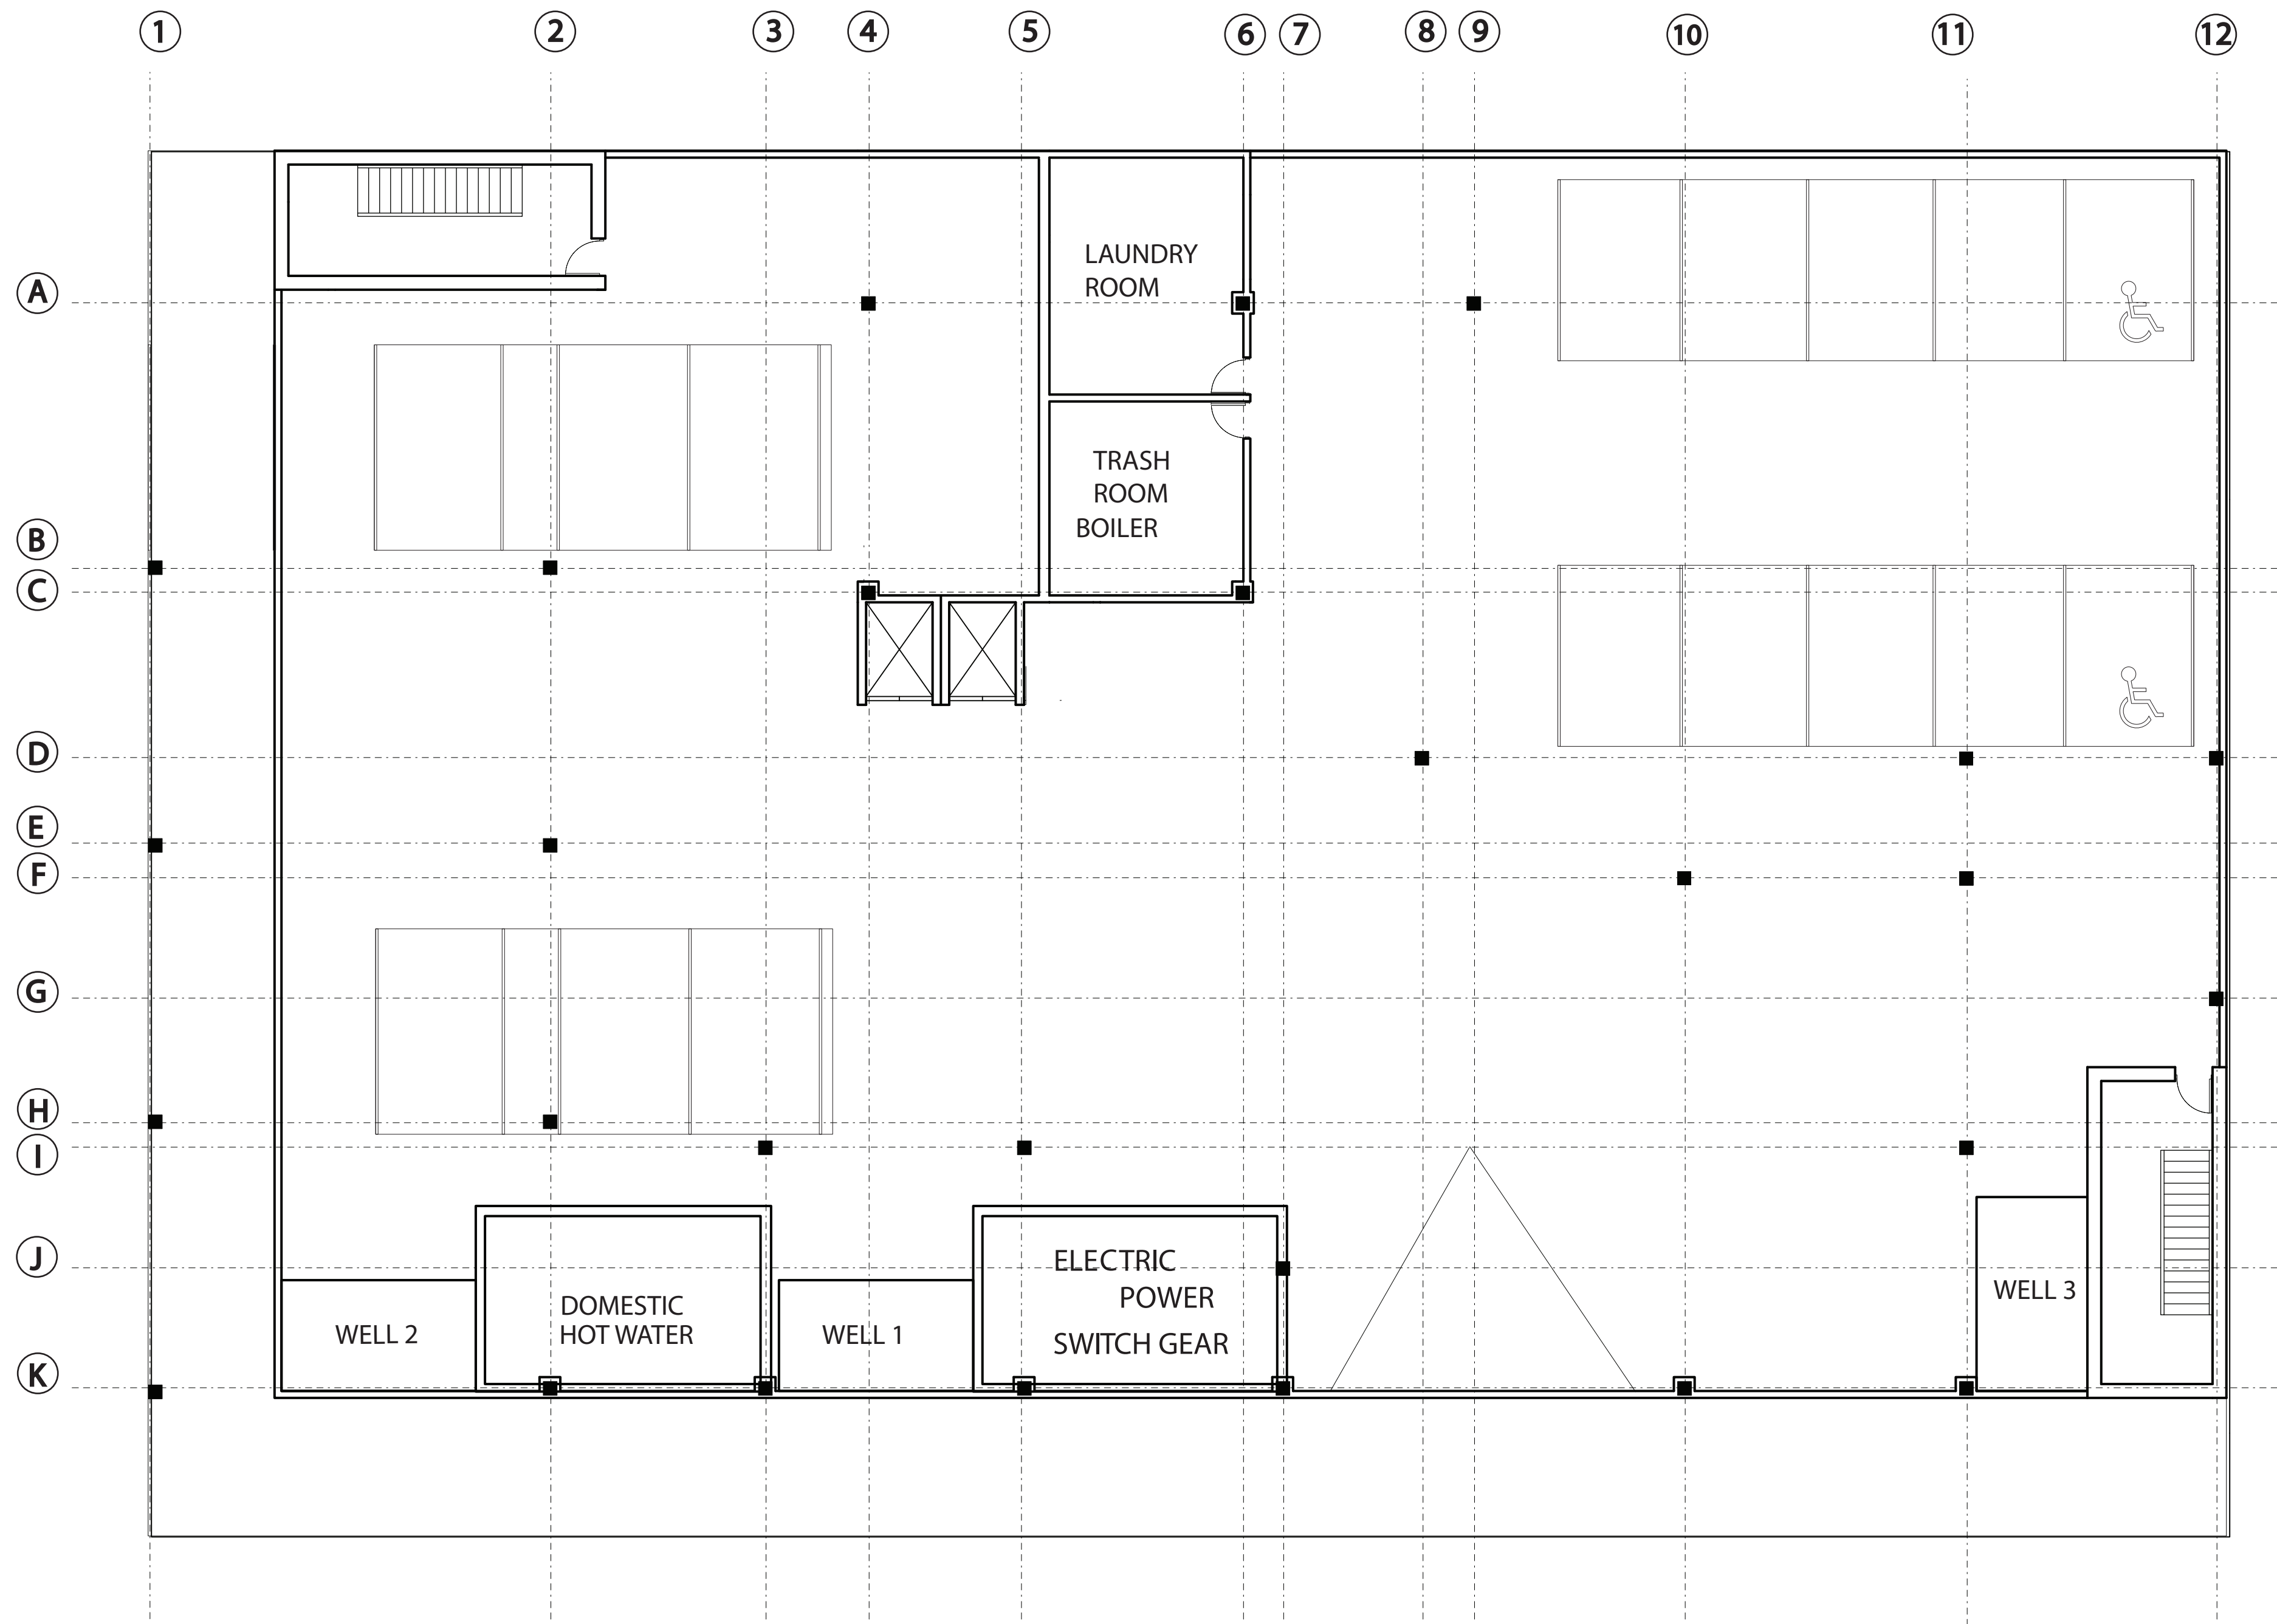 1 2 3 4 5 6 7 8 9 10 11 12
A
LAUNDRY
ROOM
TRASH
ROOM
BOILER
B
C
D
E
F
G
H
I
J
ELECTRIC
POWER
SWITCH GEAR
WELL 3
DOMESTIC
HOT WATER
WELL 2
WELL 1
K